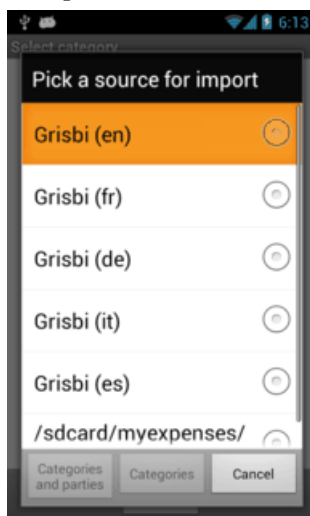 6:13
Select category
Pick a source for import
Grisbi (en)
Grisbi (fr)
Grisbi (de)
Grisbi (it)
Grisbi (es)
/sdcard/myexpenses/
Categories
and parties
Categories
Cancel